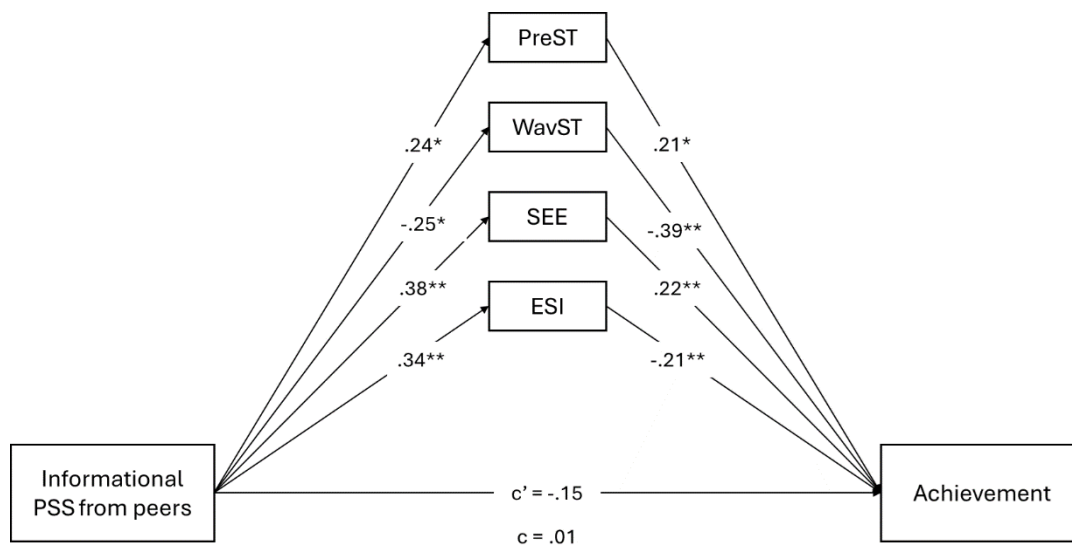 PreST
WavST
SEE
ESI
.24*
-.25*
.38**
.34**
.21*
-.39**
.22**
-.21**
Informational
PSS from peers
c’ = -.15
c = .01
Achievement